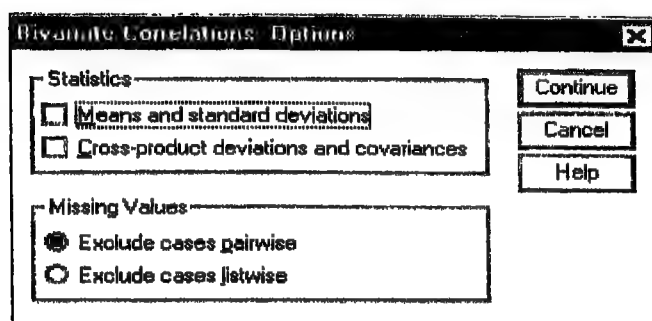 Bivariate Correlations: Options
Statistics
Means and standard deviations
Cross-product deviations and covariances
Missing Values
Exclude cases pairwise
Exclude cases listwise
Continue
Cancel
Help